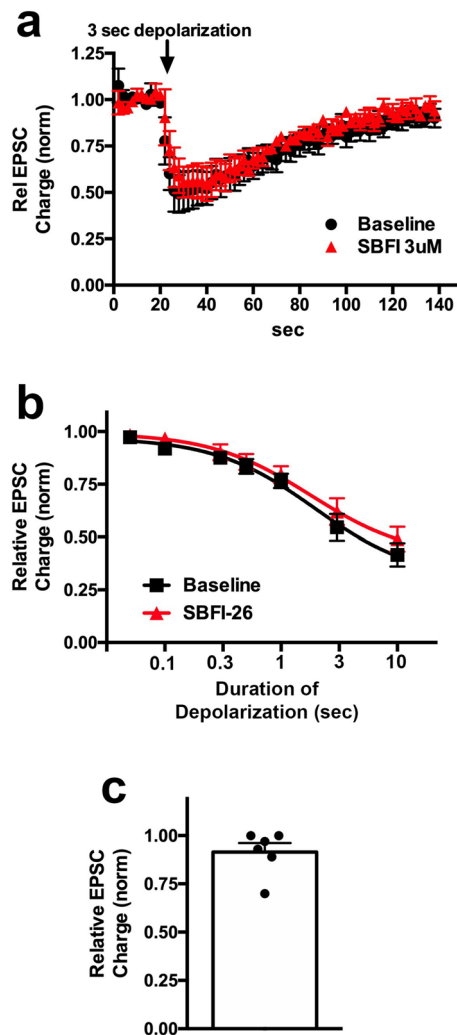 a
3 sec depolarization
Rel EPSC
Charge (norm)
1.25
1.00
0.75
0.50
0.25
0.00
Baseline
SBFI 3uM
0 20 40 60 80 100 120 140
sec
b
Relative EPSC
Charge (norm)
1.00
0.75
0.50
0.25
0.00
Baseline
SBFI-26
0.1 0.3 1 3 10
Duration of
Depolarization (sec)
c
Relative EPSC
Charge (norm)
1.00
0.75
0.50
0.25
0.00